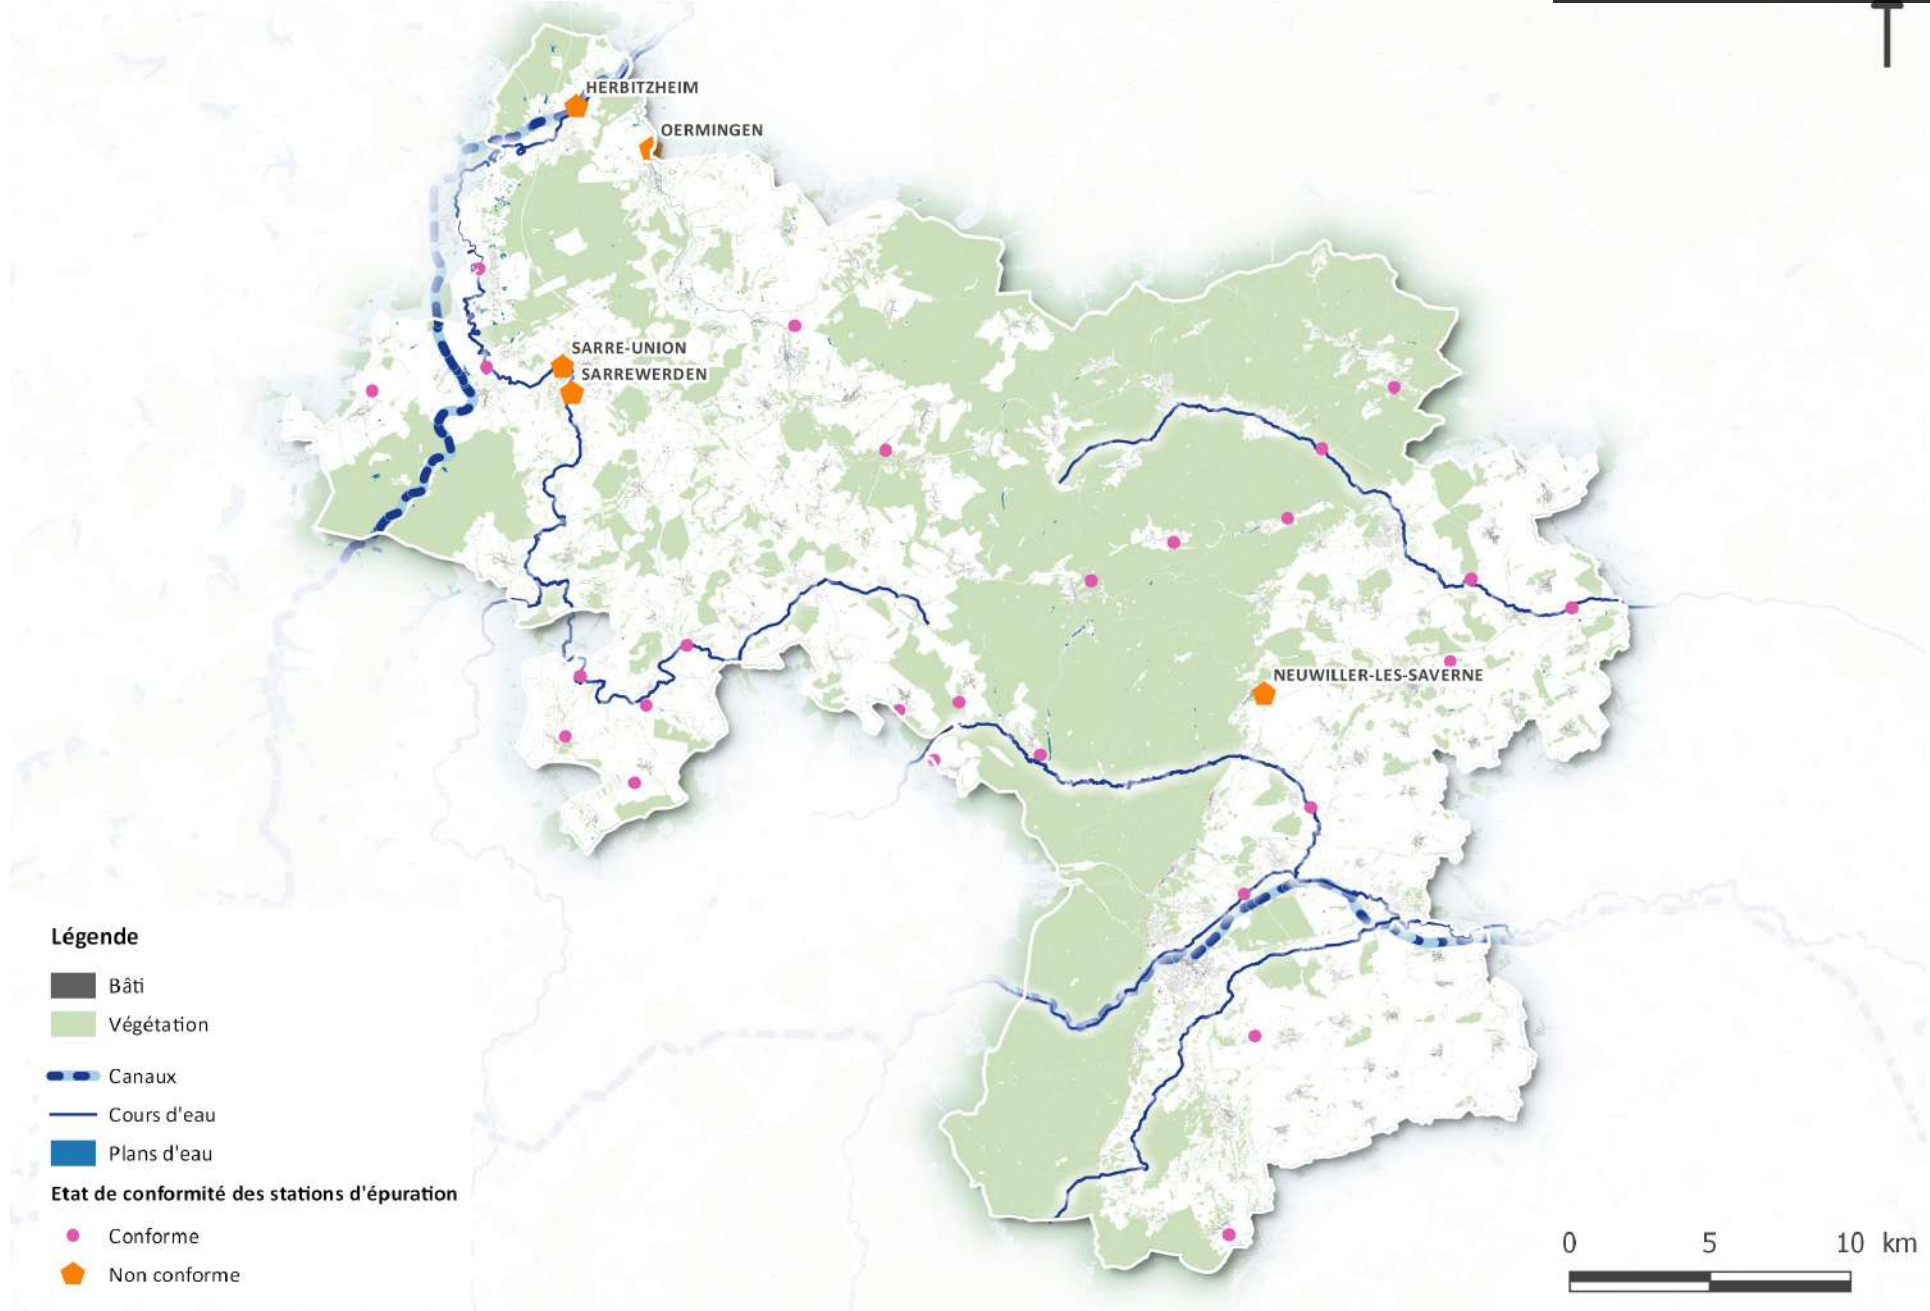 HERBITZHEIM
OERMINGEN
SARRE-UNION
SARREWERDEN
NEUWILLER-LES-SAVERNE
Légende
Bâti
Végétation
Canaux
Cours d'eau
Plans d'eau
Etat de conformité des stations d'épuration
Conforme
Non conforme
0 5 10 km